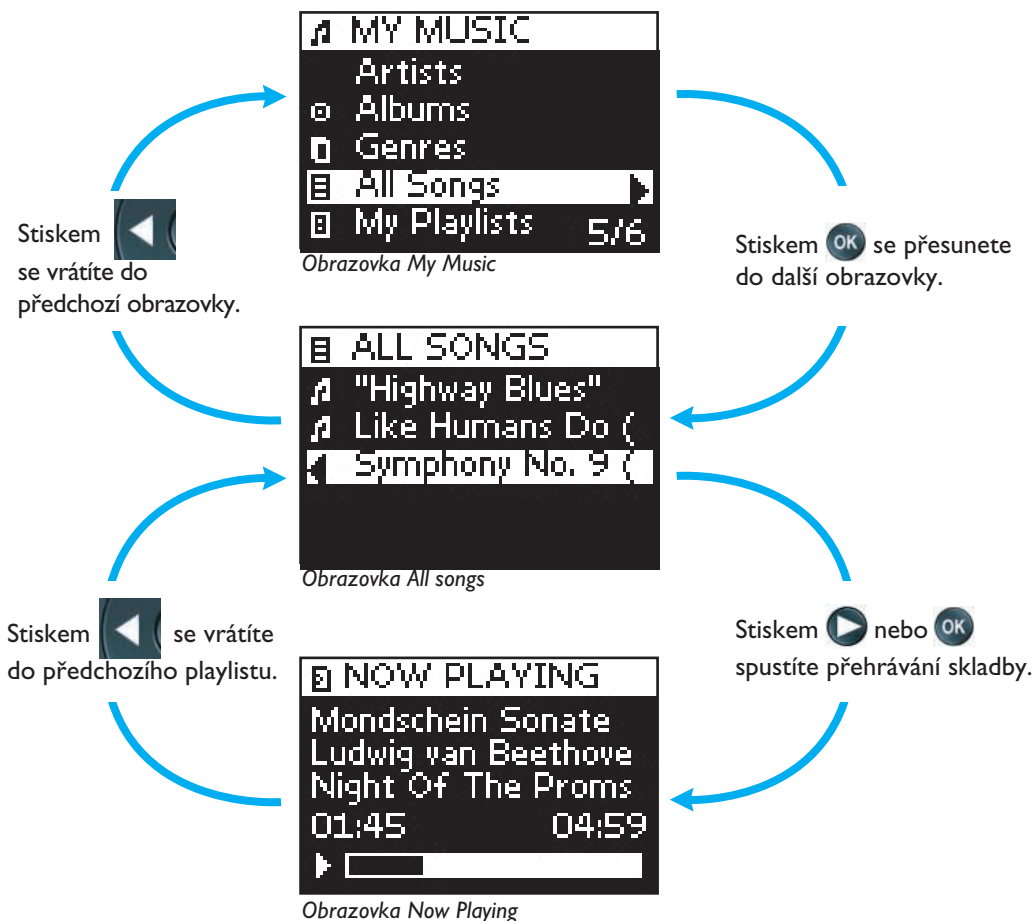 MY MUSIC
Artists
Albums
Genres
All Songs
My Playlists 5/6
Obrazovka My Music
Stiskem
se vrátíte do
předchozí obrazovky.
Stiskem OK se přesunete
do další obrazovky.
ALL SONGS
"Highway Blues"
Like Humans Do (
Symphony No. 9 (
Obrazovka All songs
Stiskem se vrátíte
do předchozího playlistu.
Stiskem nebo OK
spustíte přehrávání skladby.
NOW PLAYING
Mondschein Sonate
Ludwig van Beethove
Night Of The Proms
01:45 04:59
Obrazovka Now Playing